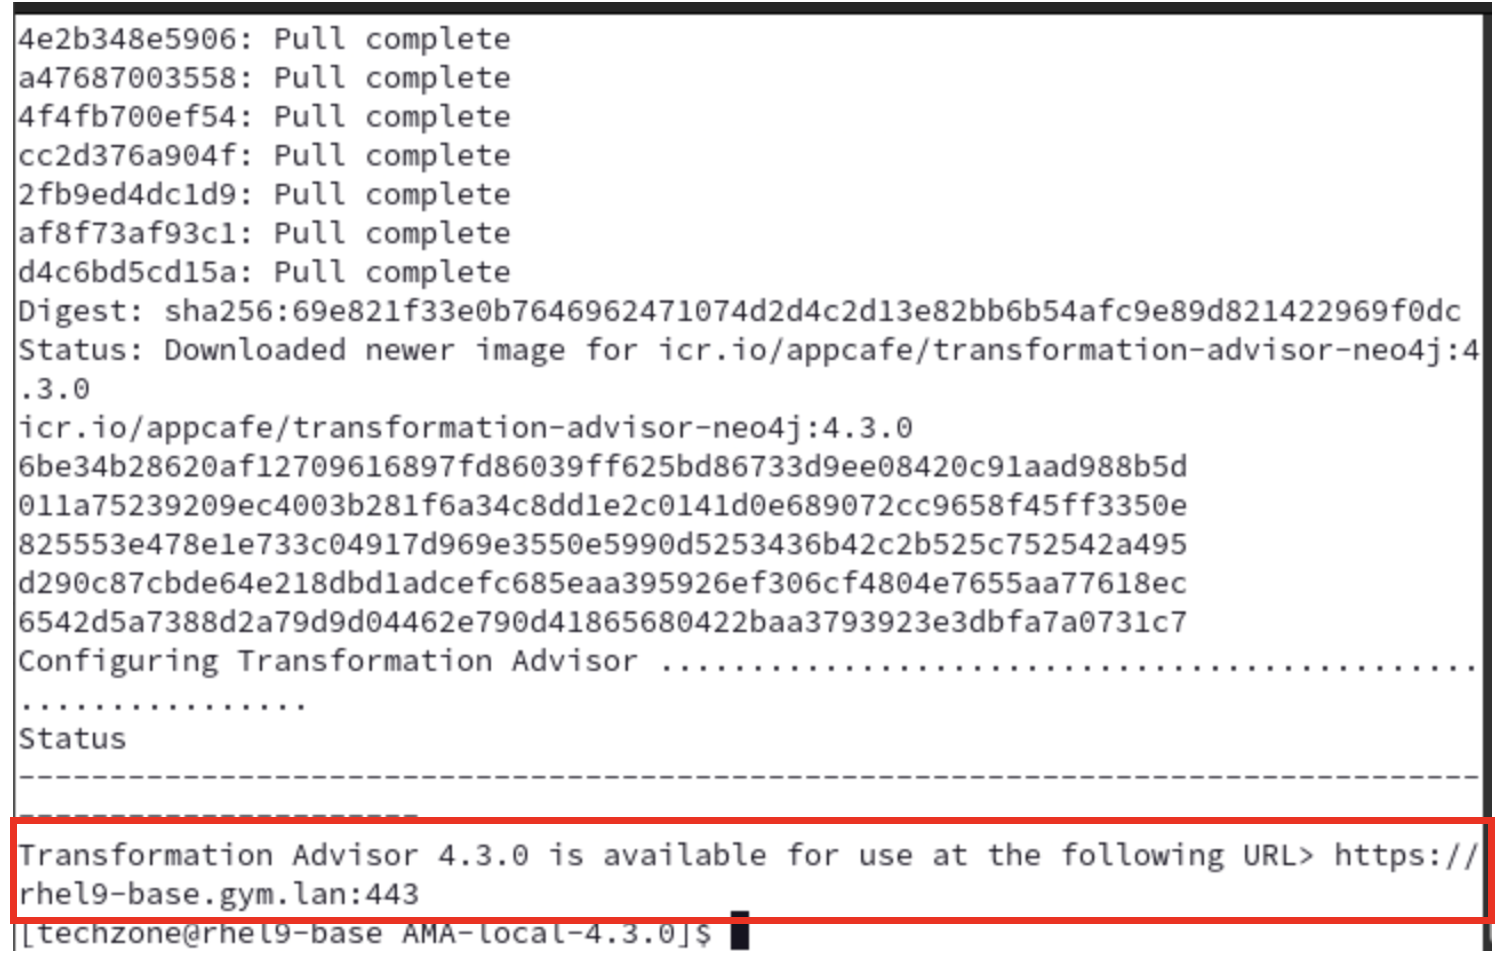 4e2b348e5906: Pull complete
a47687003558: Pull complete
4f4fb700ef54: Pull complete
cc2d376a904f: Pull complete
2fb9ed4dc1d9: Pull complete
af8f73af93c1: Pull complete
d4c6bd5cd15a: Pull complete
Digest: sha256:69e821f33e0b7646962471074d2d4c2d13e82bb6b54afc9e89d821422969f0dc
Status: Downloaded newer image for icr.io/appcafe/transformation-advisor-neo4j:4
.3.0
icr.io/appcafe/transformation-advisor-neo4j:4.3.0
6be34b28620af12709616897fd86039ff625bd86733d9ee08420c91aad988b5d
011a75239209ec4003b281f6a34c8dd1e2c0141d0e689072cc9658f45ff3350e
825553e478e1e733c04917d969e3550e5990d5253436b42c2b525c752542a495
d290c87cbde64e218dbd1adcefc685eaa395926ef306cf4804e7655aa77618ec
6542d5a7388d2a79d9d04462e790d41865680422baa3793923e3dbfa7a0731c7
Configuring Transformation Advisor .............................................
................
Status
--------------------------------------------------------------------------------
----------------------
Transformation Advisor 4.3.0 is available for use at the following URL> https://
rhel9-base.gym.lan:443
[techzone@rhel9-base AMA-local-4.3.0]$